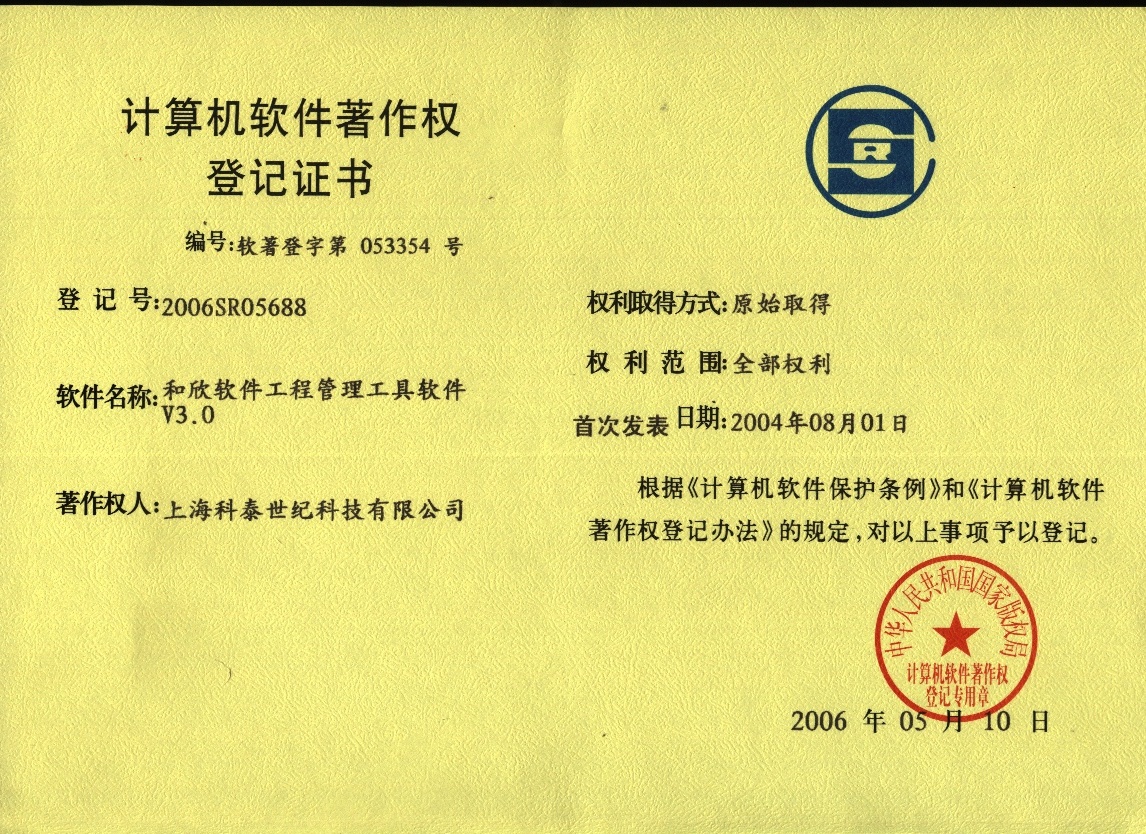 计算机软件著作权
登记证书
编号:软著登字第 053354 号
登 记 号:2006SR05688
软件名称:和欣软件工程管理工具软件
V3.0
著作权人:上海科泰世纪科技有限公司
R
权利取得方式:原始取得
权 利 范 围:全部权利
首次发表日期:2004年08月01日
根据《计算机软件保护条例》和《计算机软件
著作权登记办法》的规定,对以上事项予以登记。
中华人民共和国国家版权局
计算机软件著作权
登记专用章
2006 年 05 月 10 日